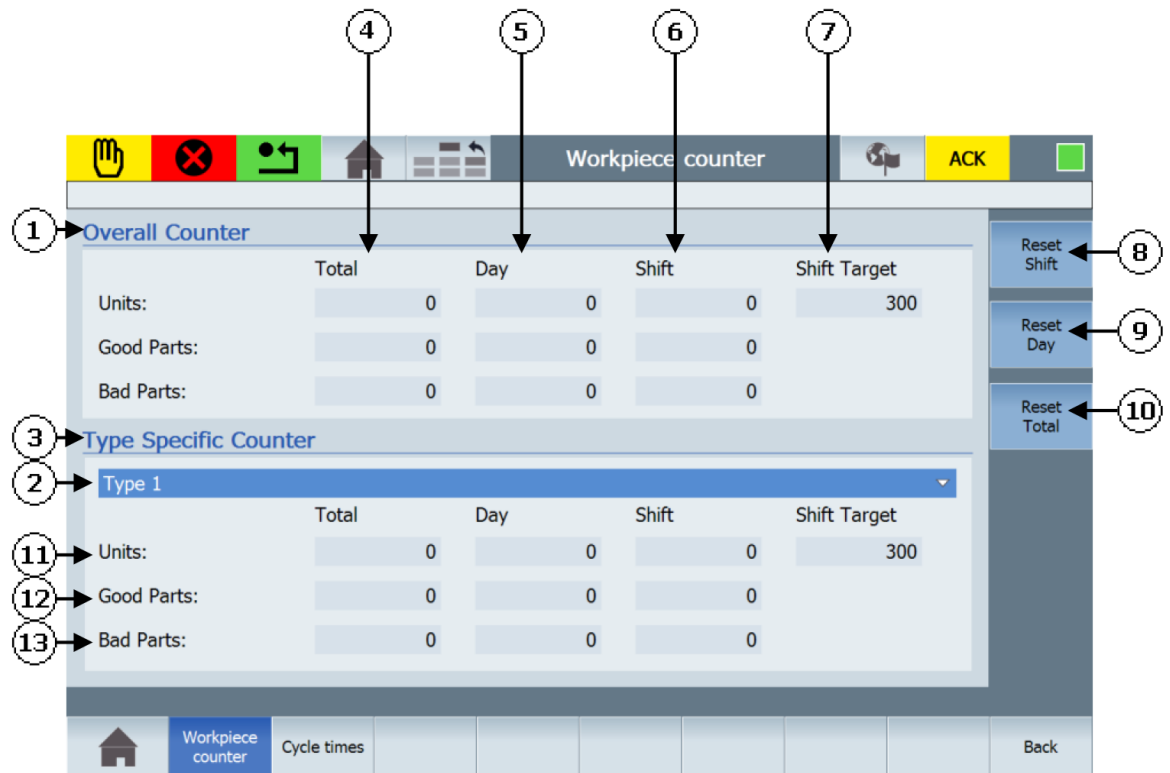 4 5 6 7
Workpiece counter ACK
1 Overall Counter
Reset
Shift 8
Total Day Shift Shift Target
Units: 0 0 0 300
Reset
Day 9
Good Parts: 0 0 0
Bad Parts: 0 0 0
Reset
Total 10
3 Type Specific Counter
2 Type 1
Total Day Shift Shift Target
11 Units: 0 0 0 300
12 Good Parts: 0 0 0
13 Bad Parts: 0 0 0
Workpiece
counter
Cycle times
Back